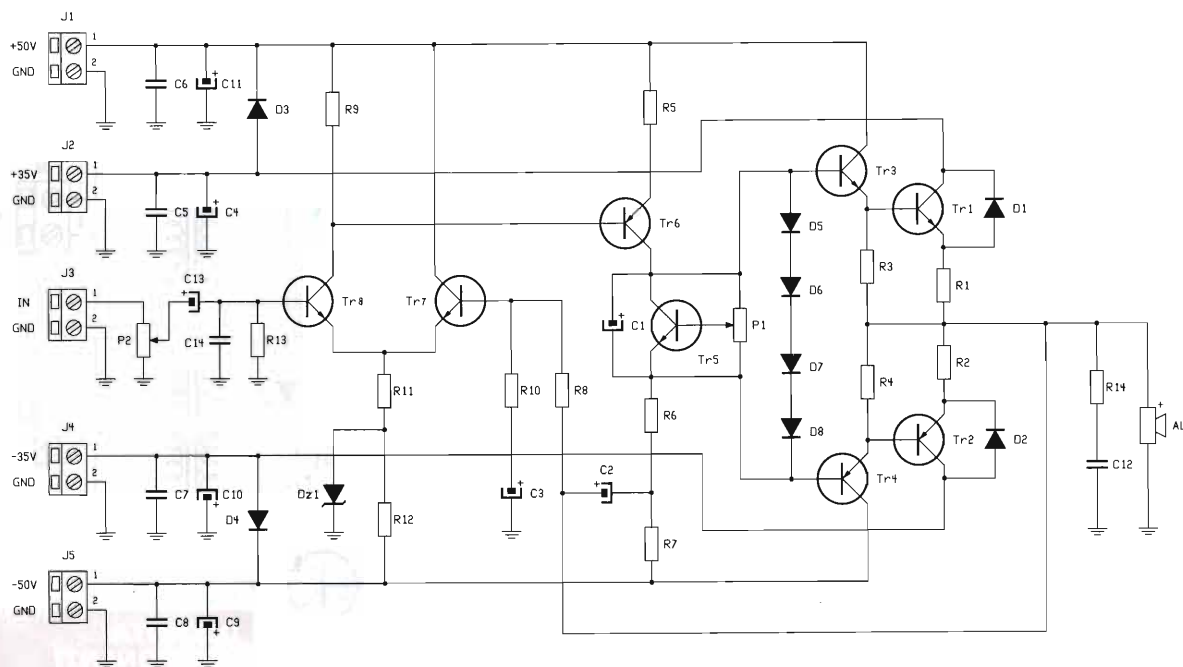 J1
+50V
1
GND
2
C6
C11
D3
R9
R5
J2
+35V
1
GND
2
C5
C4
Tr3
Tr6
Tr1
D1
D5
R3
R1
J3
IN
1
GND
2
C13
Tr8
Tr7
D6
P2
C14
R13
C1
Tr5
P1
R2
D7
R4
R11
R10
R8
R6
R14
AL
J4
-35V
1
GND
2
C7
C10
D4
Dz1
R12
C3
C2
D8
Tr4
Tr2
D2
C12
R7
J5
-50V
1
GND
2
C8
C9